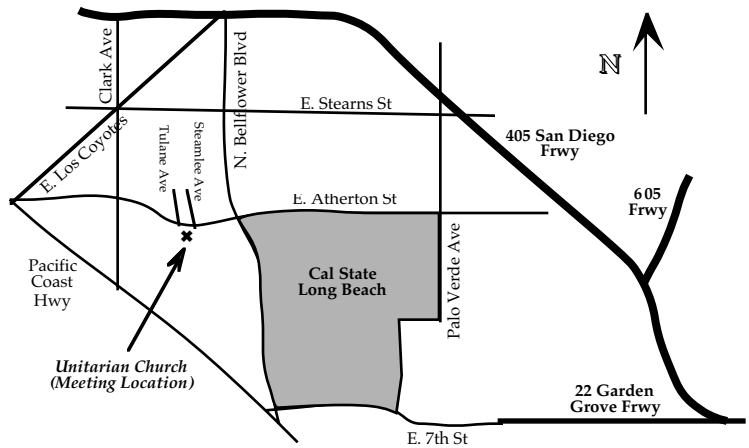 Clark Ave
N. Bellflower Blvd
N
E. Stearns St
405 San Diego
Frwy
E. Los Coyotes
Tulane Ave
Steamlee Ave
605
Frwy
E. Atherton St
Palo Verde Ave
Pacific
Coast
Hwy
Cal State
Long Beach
Unitarian Church
(Meeting Location)
22 Garden
Grove Frwy
E. 7th St